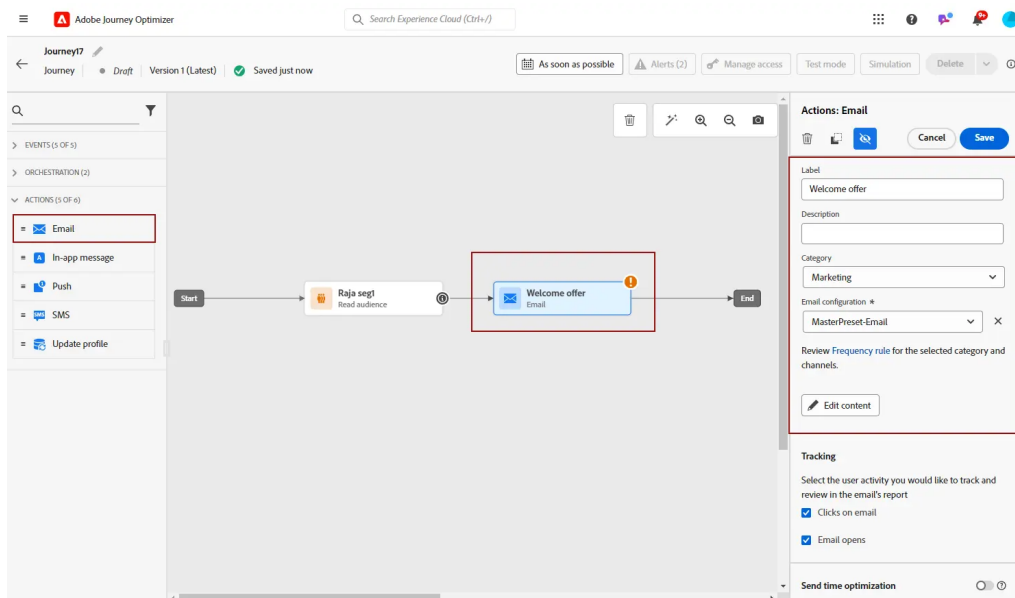 Adobe Journey Optimizer
Search Experience Cloud (Ctrl+/)
9+
Journey17
Journey
Draft
Version 1 (Latest)
Saved just now
As soon as possible
Alerts (2)
Manage access
Test mode
Simulation
Delete
EVENTS (5 OF 5)
ORCHESTRATION (2)
ACTIONS (5 OF 6)
Email
In-app message
Push
SMS
Update profile
Start
Raja seg1
Read audience
Welcome offer
Email
End
Actions: Email
Cancel
Save
Label
Welcome offer
Description
Category
Marketing
Email configuration *
MasterPreset-Email
Review Frequency rule for the selected category and
channels.
Edit content
Tracking
Select the user activity you would like to track and
review in the email's report
Clicks on email
Email opens
Send time optimization